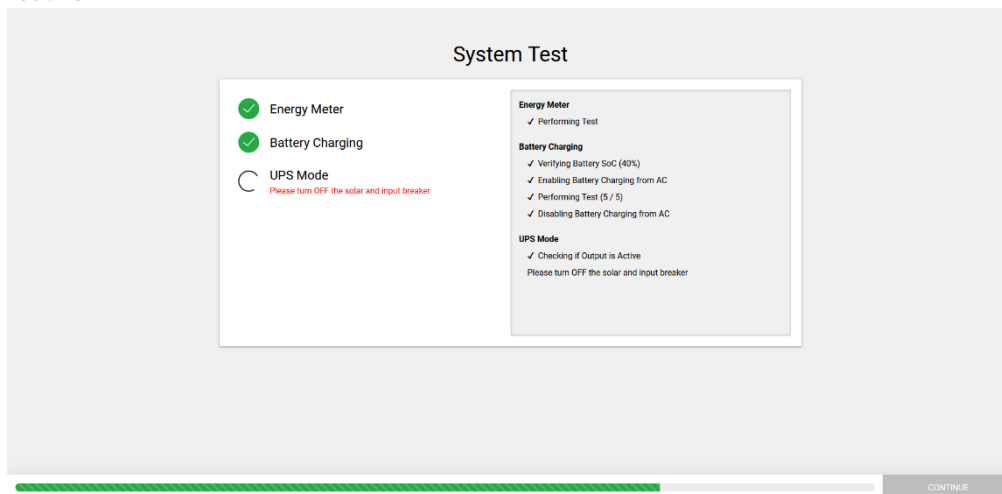 System Test
Energy Meter
Battery Charging
UPS Mode
Please turn OFF the solar and input breaker
Energy Meter
✓ Performing Test
Battery Charging
✓ Verifying Battery SoC (40%)
✓ Enabling Battery Charging from AC
✓ Performing Test (5 / 5)
✓ Disabling Battery Charging from AC
UPS Mode
✓ Checking if Output is Active
Please turn OFF the solar and input breaker
CONTINUE